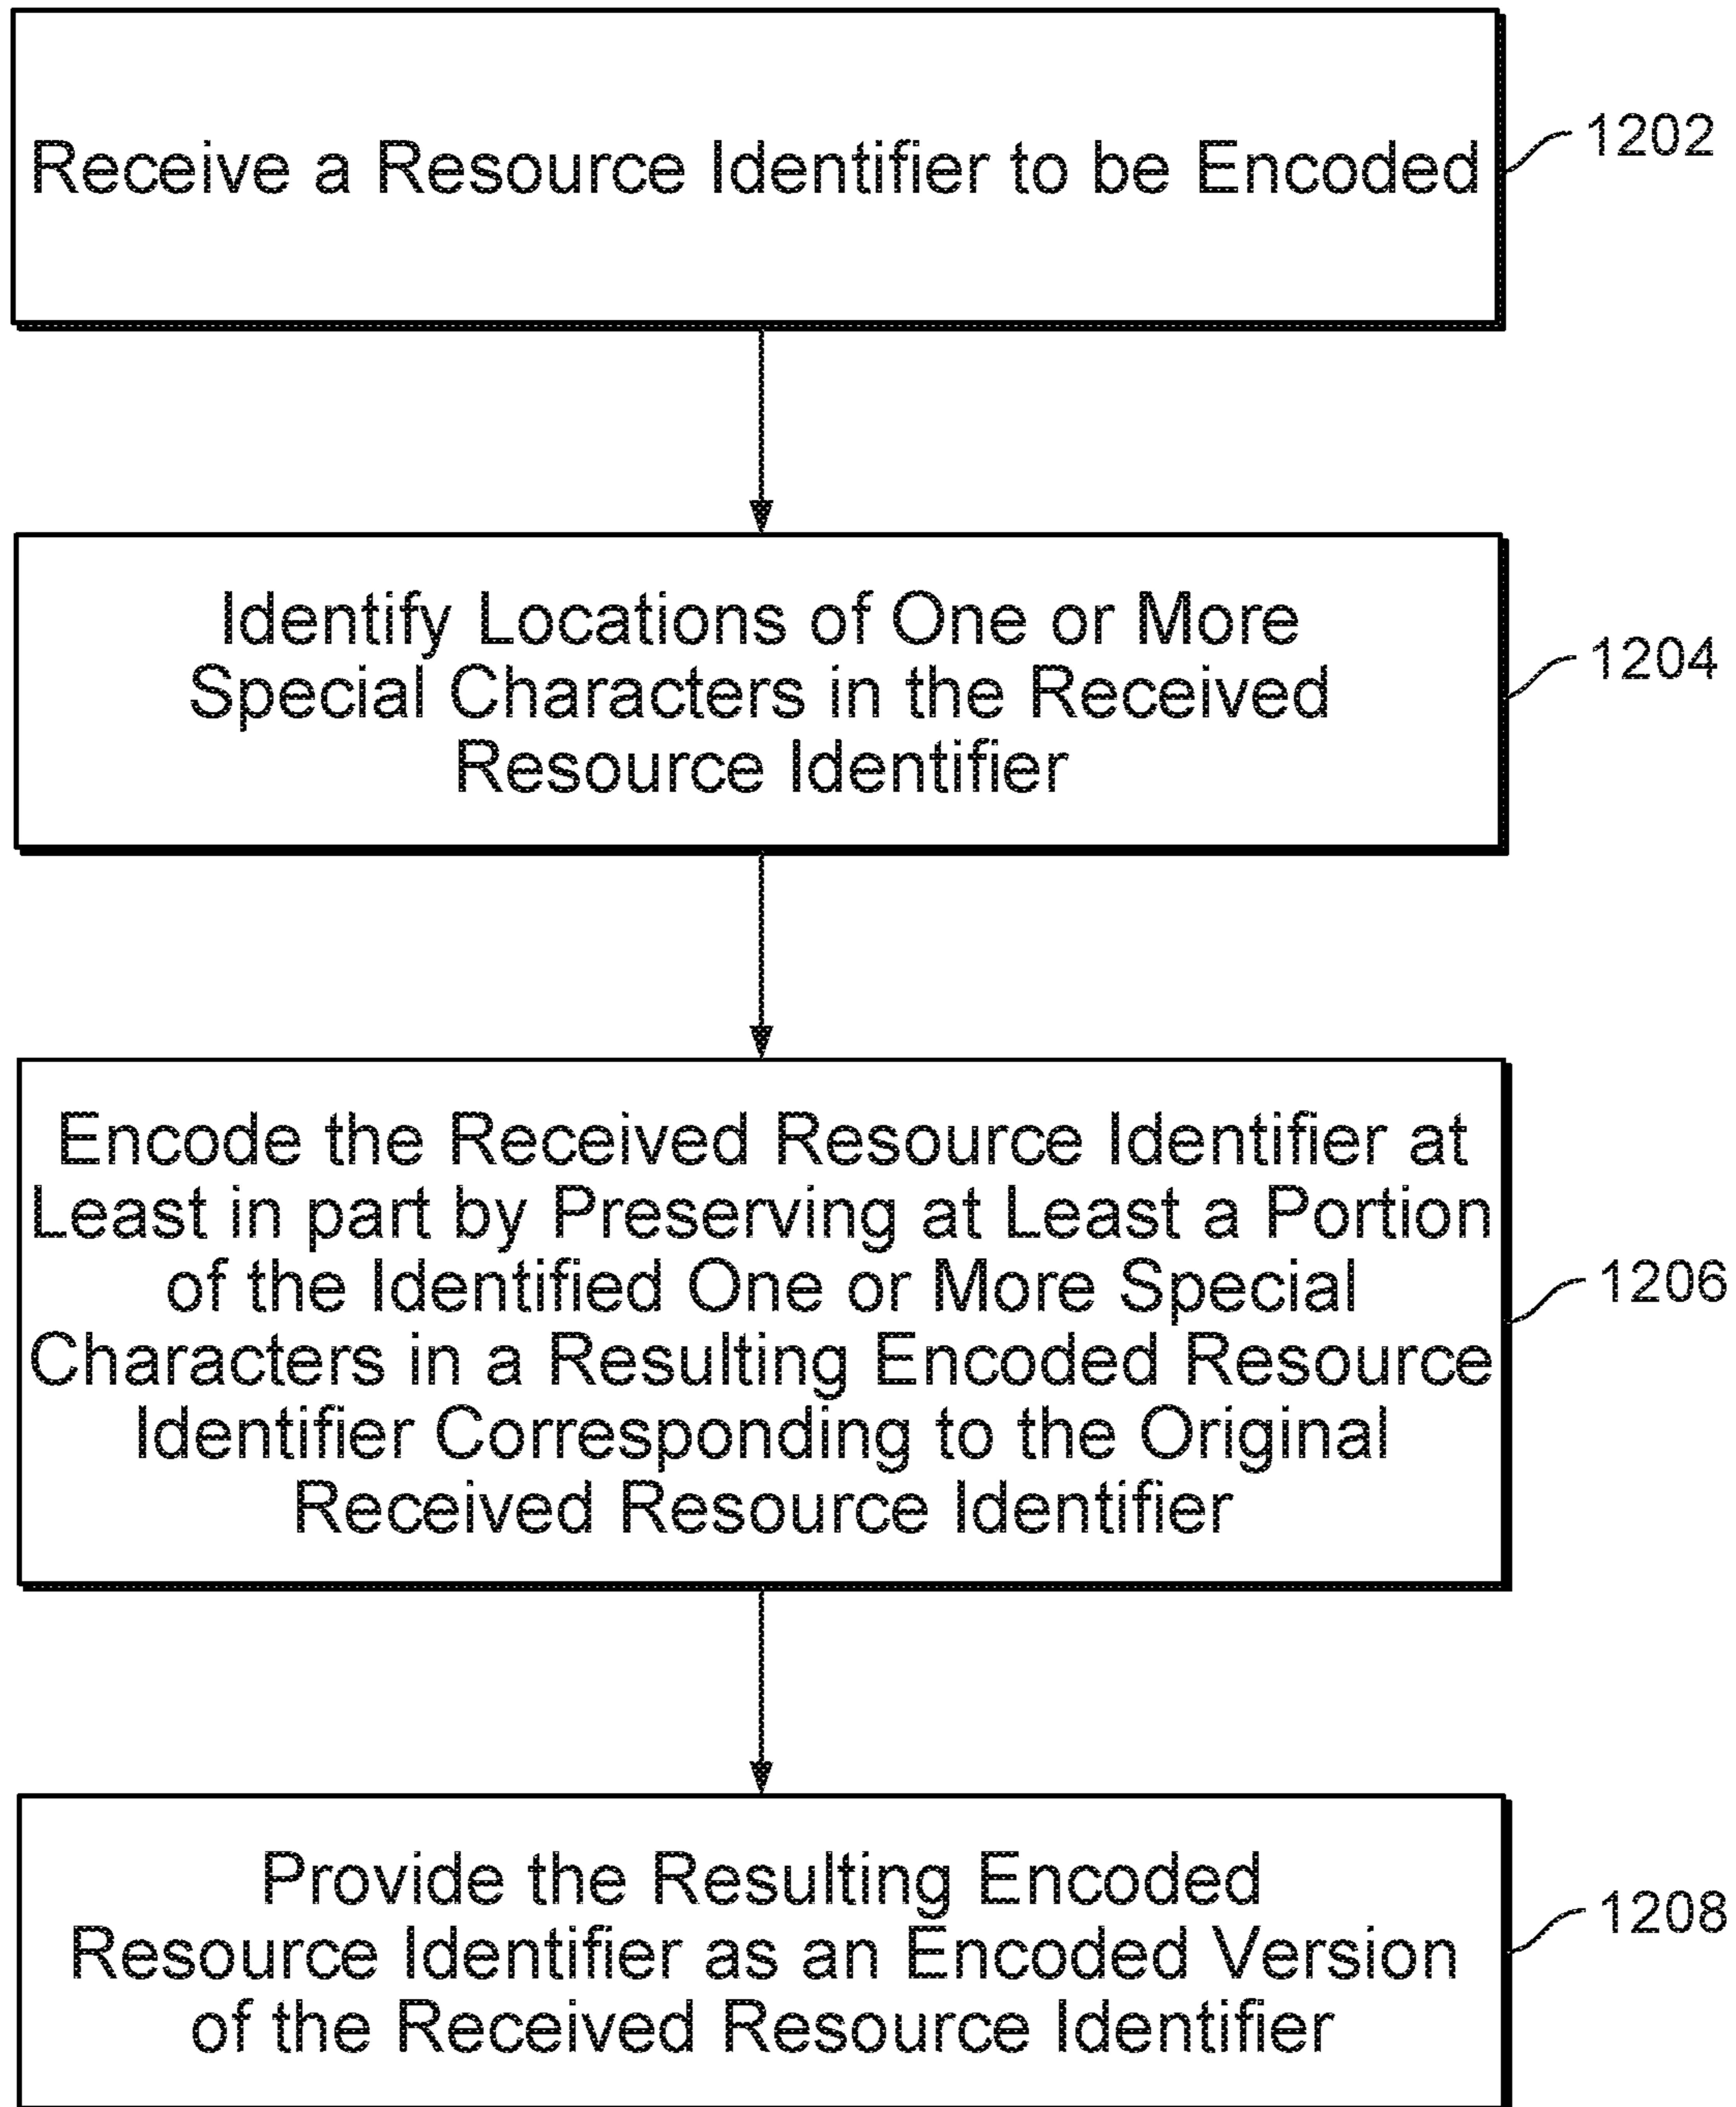 Receive a Resource Identifier to be Encoded
1202
Identify Locations of One or More
Special Characters in the Received
Resource Identifier
1204
Encode the Received Resource Identifier at
Least in part by Preserving at Least a Portion
of the Identified One or More Special
Characters in a Resulting Encoded Resource
Identifier Corresponding to the Original
Received Resource Identifier
1206
Provide the Resulting Encoded
Resource Identifier as an Encoded Version
of the Received Resource Identifier
1208